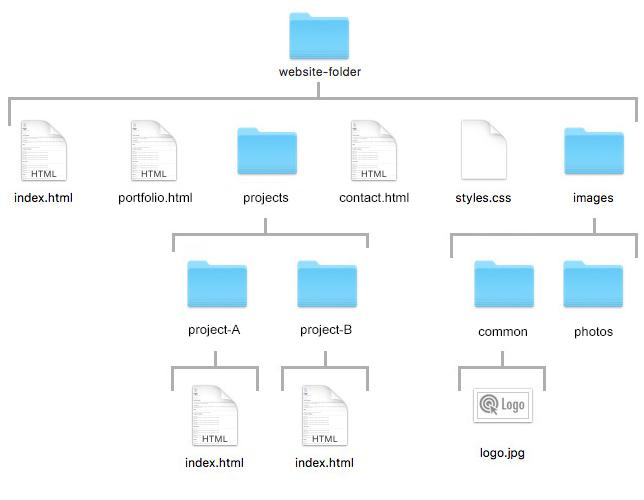 website-folder
HTML
HTML
HTML
index.html
portfolio.html
projects
contact.html
styles.css
images
project-A
project-B
common
photos
HTML
HTML
Logo
index.html
index.html
logo.jpg